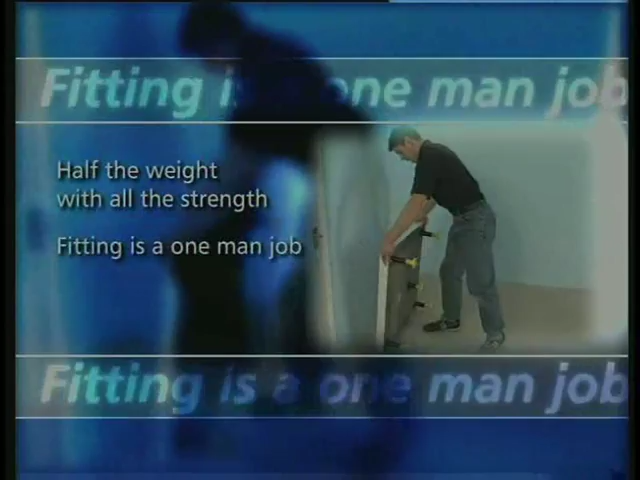 Fitting is a one man job
Half the weight
with all the strength
Fitting is a one man job
Fitting is a one man job